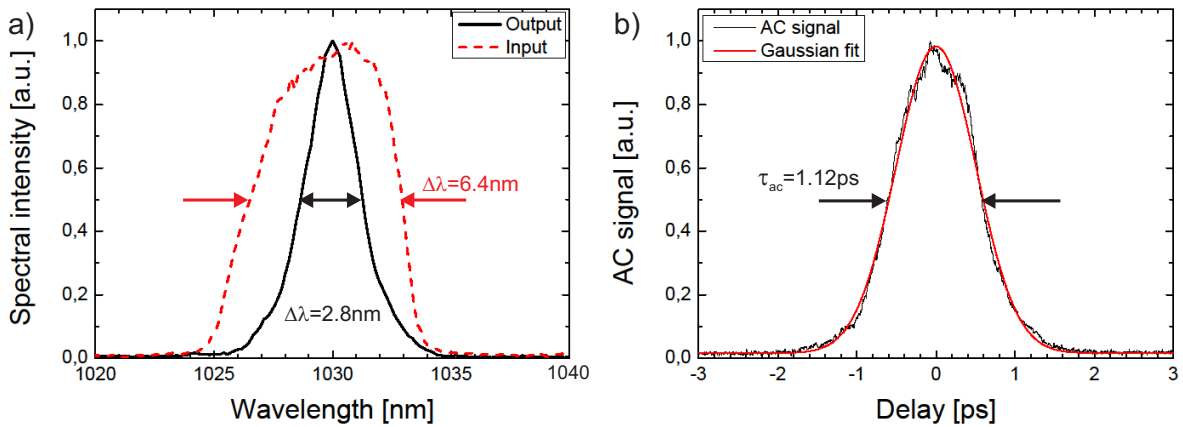 a)
Output
Input
Spectral intensity [a.u.]
1,0
0,8
0,6
0,4
0,2
0,0
Δλ=6.4nm
Δλ=2.8nm
1020
1025
1030
1035
1040
Wavelength [nm]
b)
AC signal
Gaussian fit
AC signal [a.u.]
1,0
0,8
0,6
0,4
0,2
0,0
τac=1.12ps
-3
-2
-1
0
1
2
3
Delay [ps]